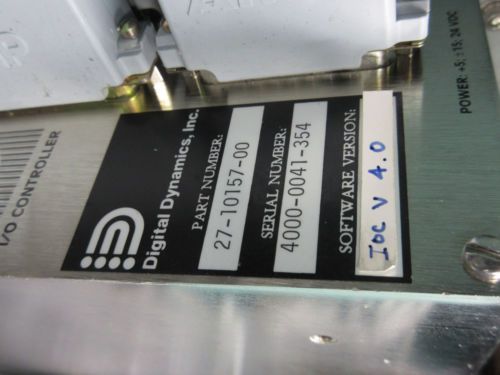 I/O CONTROLLER
Digital Dynamics, Inc.
PART NUMBER:
27-10157-00
SERIAL NUMBER:
4000-0041-354
SOFTWARE VERSION:
IOC V 4.0
POWER: +5; ±15; 24 VDC